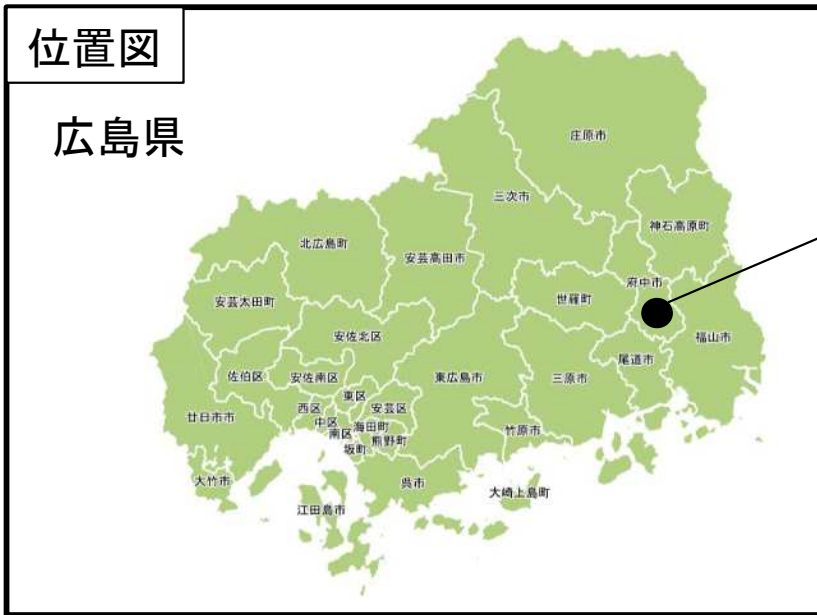 位置図
広島県
庄原市
三次市
神石高原町
北広島町
安芸高田市
府中市
安芸太田町
世羅町
安佐北区
福山市
尾道市
佐伯区
安佐南区
東広島市
三原市
東区
西区
安芸区
廿日市市
中区
海田町
竹原市
南区
熊野町
坂町
大竹市
呉市
大崎上島町
江田島市